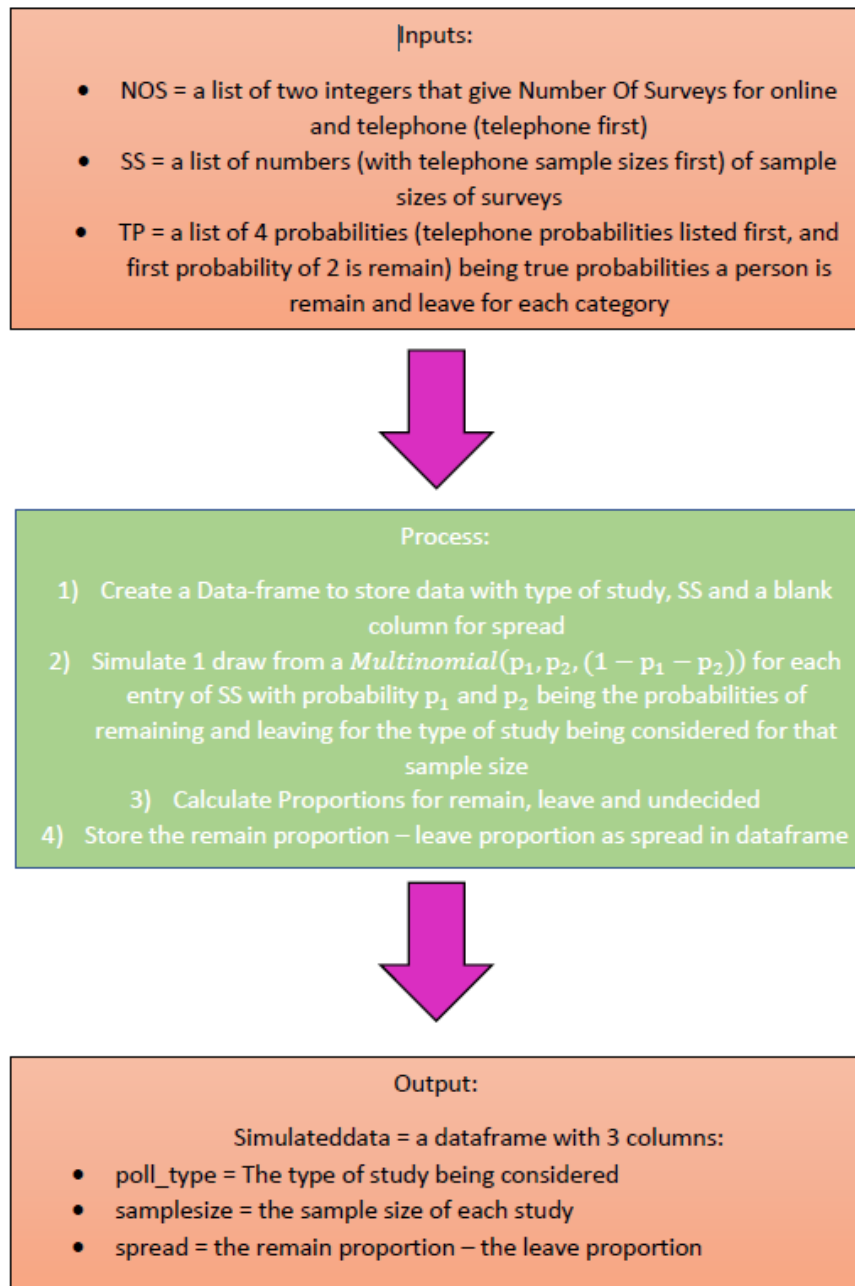 Inputs:
• NOS = a list of two integers that give Number Of Surveys for online
and telephone (telephone first)
• SS = a list of numbers (with telephone sample sizes first) of sample
sizes of surveys
• TP = a list of 4 probabilities (telephone probabilities listed first, and
first probability of 2 is remain) being true probabilities a person is
remain and leave for each category
Process:
1) Create a Data-frame to store data with type of study, SS and a blank
column for spread
2) Simulate 1 draw from a Multinomial(p₁, p₂, (1 − p₁ − p₂)) for each
entry of SS with probability p₁ and p₂ being the probabilities of
remaining and leaving for the type of study being considered for that
sample size
3) Calculate Proportions for remain, leave and undecided
4) Store the remain proportion – leave proportion as spread in dataframe
Output:
Simulateddata = a dataframe with 3 columns:
• poll_type = The type of study being considered
• samplesize = the sample size of each study
• spread = the remain proportion – the leave proportion